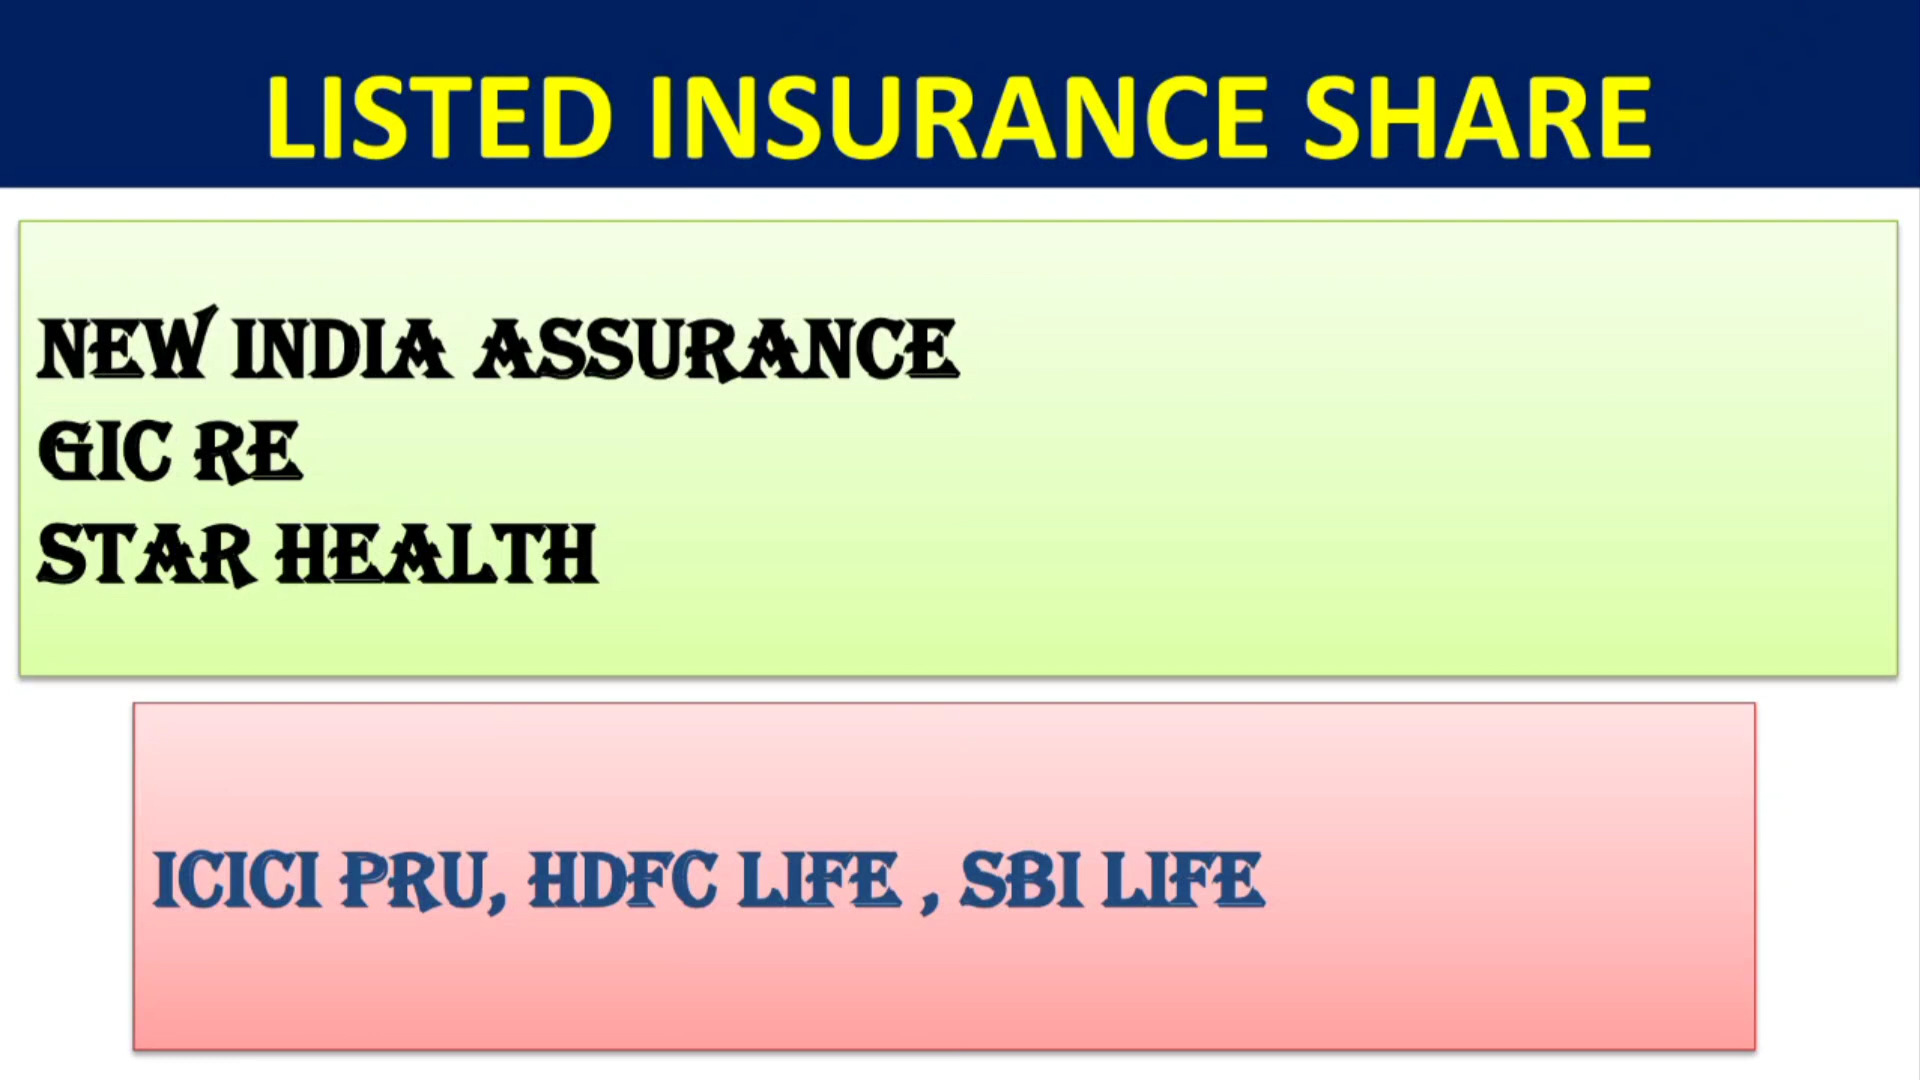 LISTED INSURANCE SHARE
NEW INDIA ASSURANCE
GIC RE
STAR HEALTH
ICICI PRU, HDFC LIFE , SBI LIFE